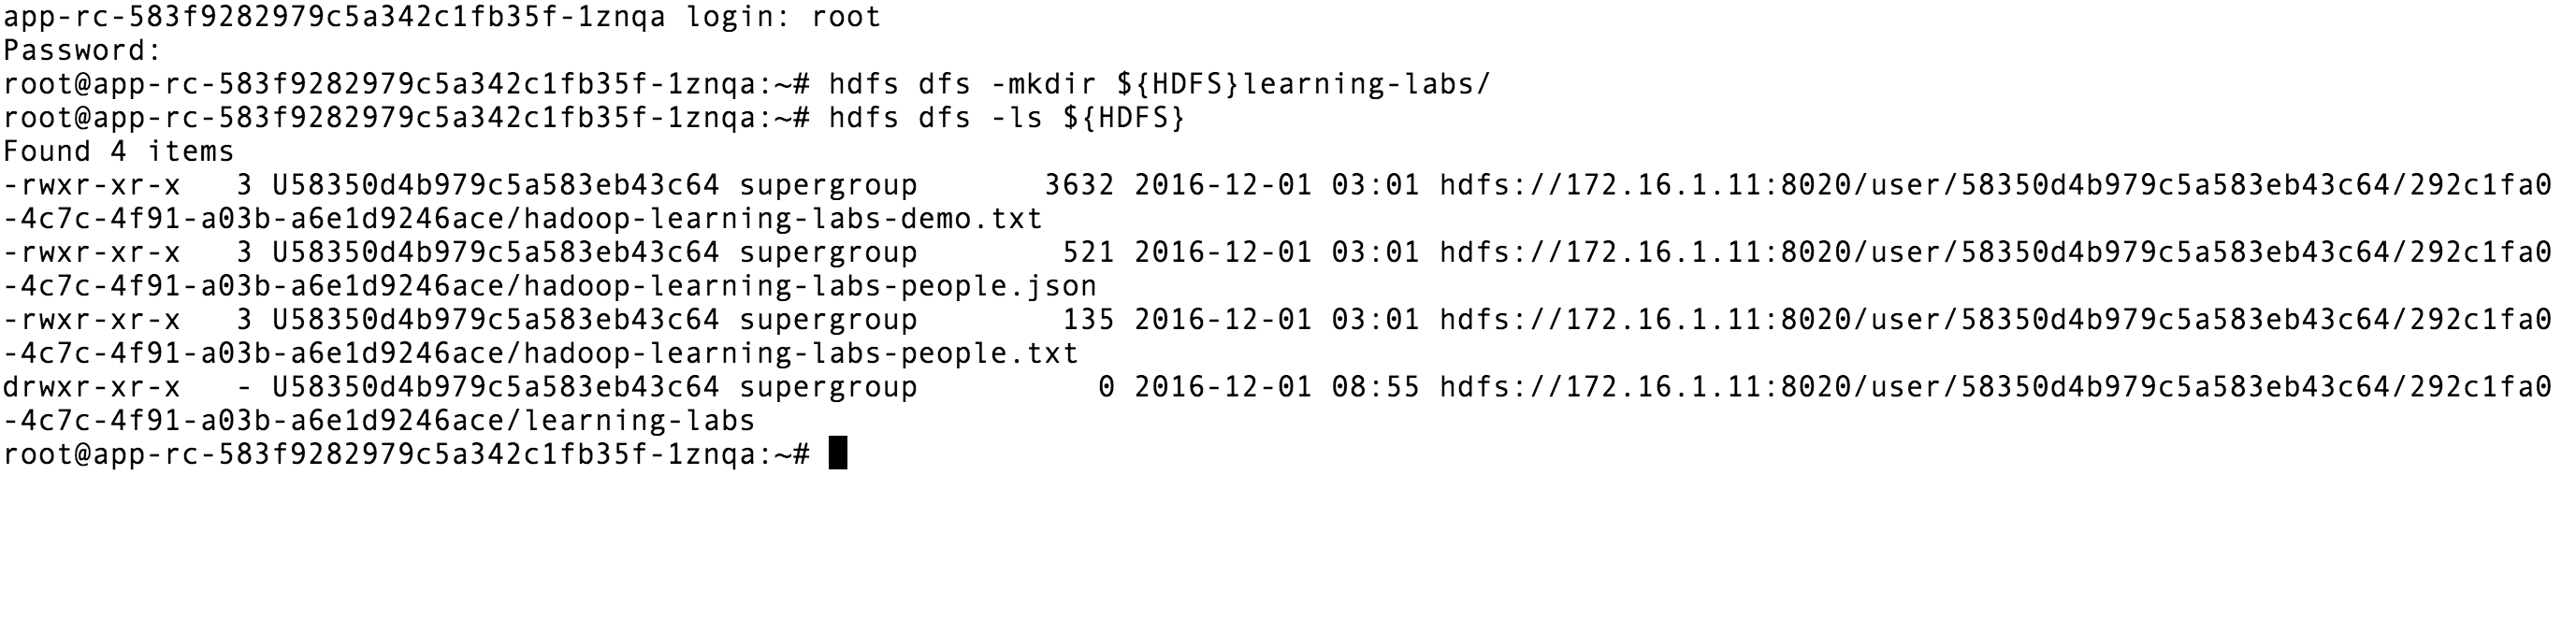 app-rc-583f9282979c5a342c1fb35f-1znqa login: root
Password:
root@app-rc-583f9282979c5a342c1fb35f-1znqa:~# hdfs dfs -mkdir ${HDFS}learning-labs/
root@app-rc-583f9282979c5a342c1fb35f-1znqa:~# hdfs dfs -ls ${HDFS}
Found 4 items
-rwxr-xr-x   3 U58350d4b979c5a583eb43c64 supergroup       3632 2016-12-01 03:01 hdfs://172.16.1.11:8020/user/58350d4b979c5a583eb43c64/292c1fa0
-4c7c-4f91-a03b-a6e1d9246ace/hadoop-learning-labs-demo.txt
-rwxr-xr-x   3 U58350d4b979c5a583eb43c64 supergroup        521 2016-12-01 03:01 hdfs://172.16.1.11:8020/user/58350d4b979c5a583eb43c64/292c1fa0
-4c7c-4f91-a03b-a6e1d9246ace/hadoop-learning-labs-people.json
-rwxr-xr-x   3 U58350d4b979c5a583eb43c64 supergroup        135 2016-12-01 03:01 hdfs://172.16.1.11:8020/user/58350d4b979c5a583eb43c64/292c1fa0
-4c7c-4f91-a03b-a6e1d9246ace/hadoop-learning-labs-people.txt
drwxr-xr-x   - U58350d4b979c5a583eb43c64 supergroup          0 2016-12-01 08:55 hdfs://172.16.1.11:8020/user/58350d4b979c5a583eb43c64/292c1fa0
-4c7c-4f91-a03b-a6e1d9246ace/learning-labs
root@app-rc-583f9282979c5a342c1fb35f-1znqa:~#